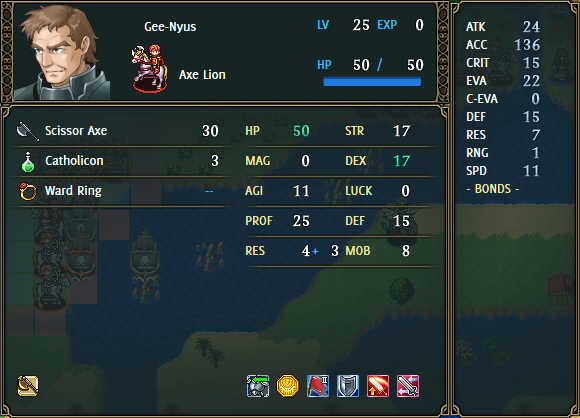 Gee-Nyus
LV 25 EXP 0
Axe Lion
HP 50 / 50
Scissor Axe 30
Catholicon 3
Ward Ring --
HP 50 STR 17
MAG 0 DEX 17
AGI 11 LUCK 0
PROF 25 DEF 15
RES 4+ 3 MOB 8
II
ATK 24
ACC 136
CRIT 15
EVA 22
C-EVA 0
DEF 15
RES 7
RNG 1
SPD 11
- BONDS -